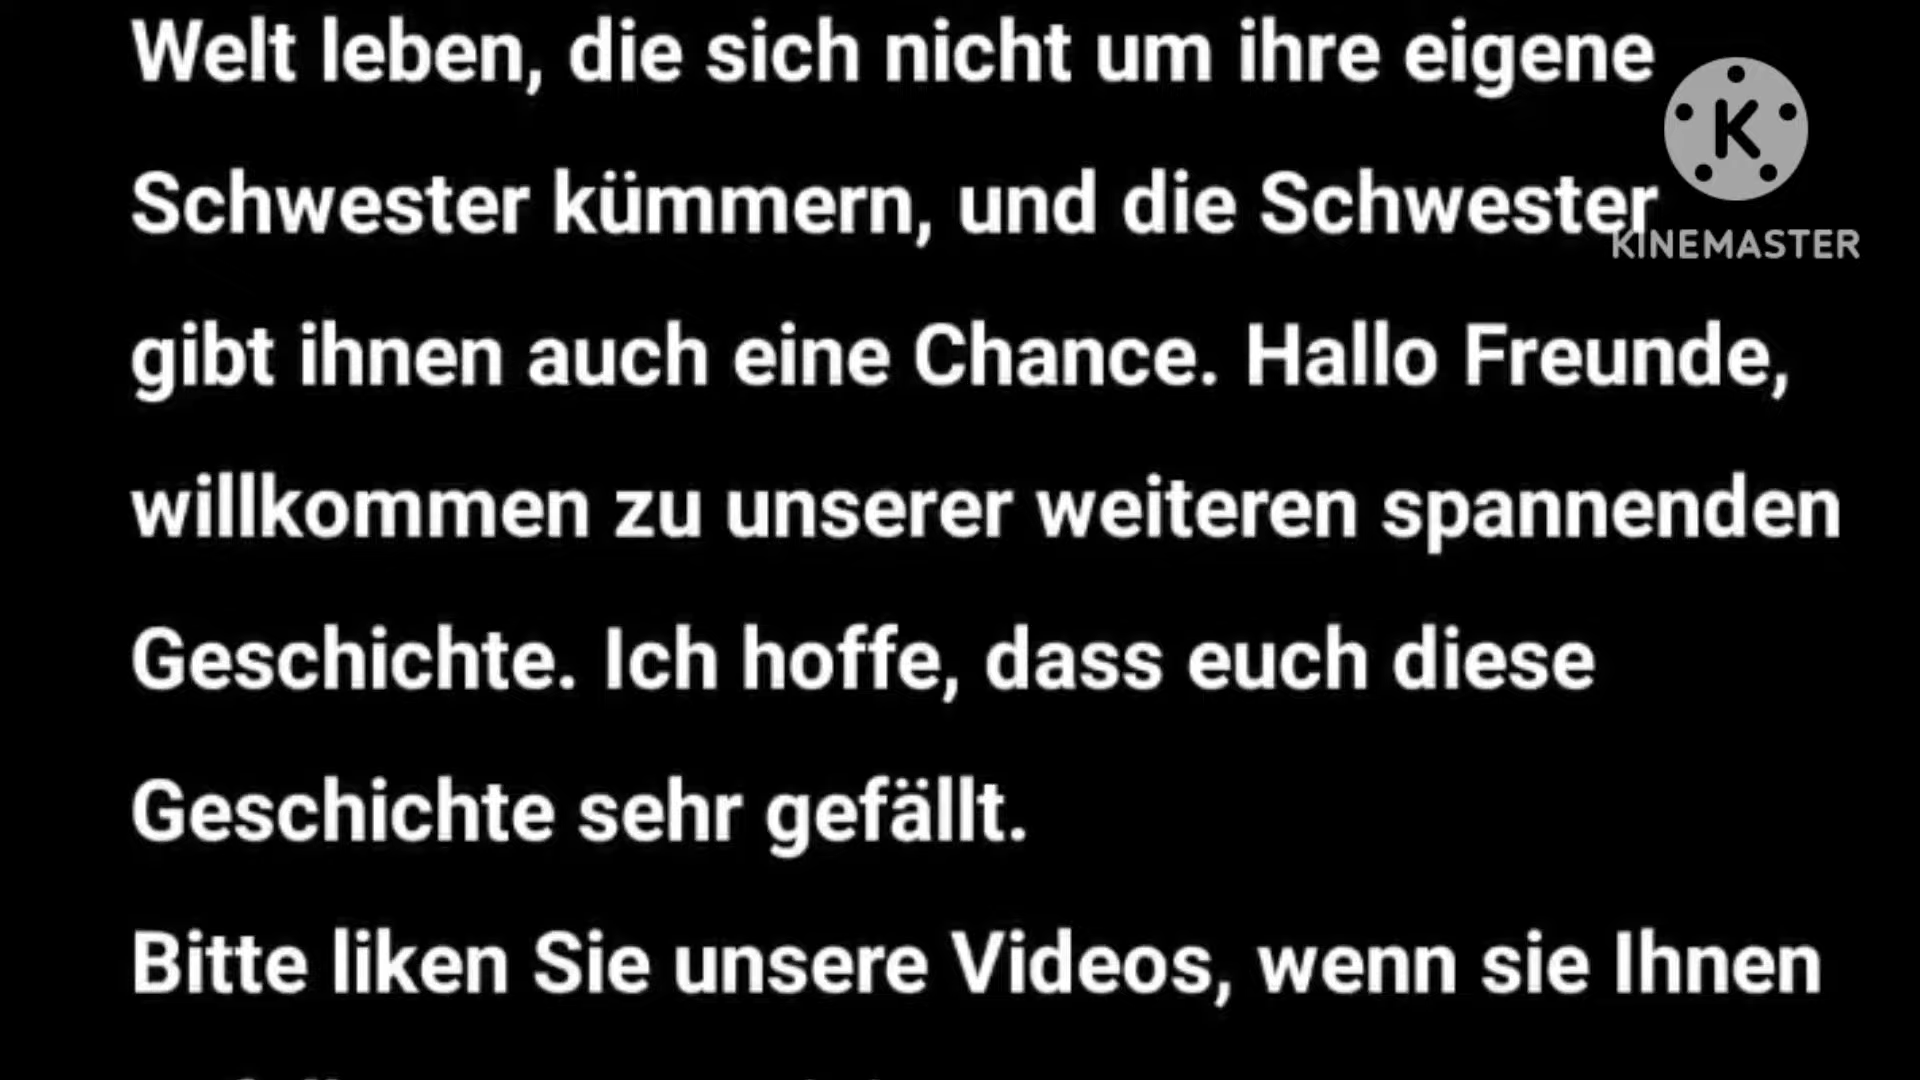 Welt leben, die sich nicht um ihre eigene
Schwester kümmern, und die Schwester
gibt ihnen auch eine Chance. Hallo Freunde,
willkommen zu unserer weiteren spannenden
Geschichte. Ich hoffe, dass euch diese
Geschichte sehr gefällt.
Bitte liken Sie unsere Videos, wenn sie Ihnen
K
KINEMASTER